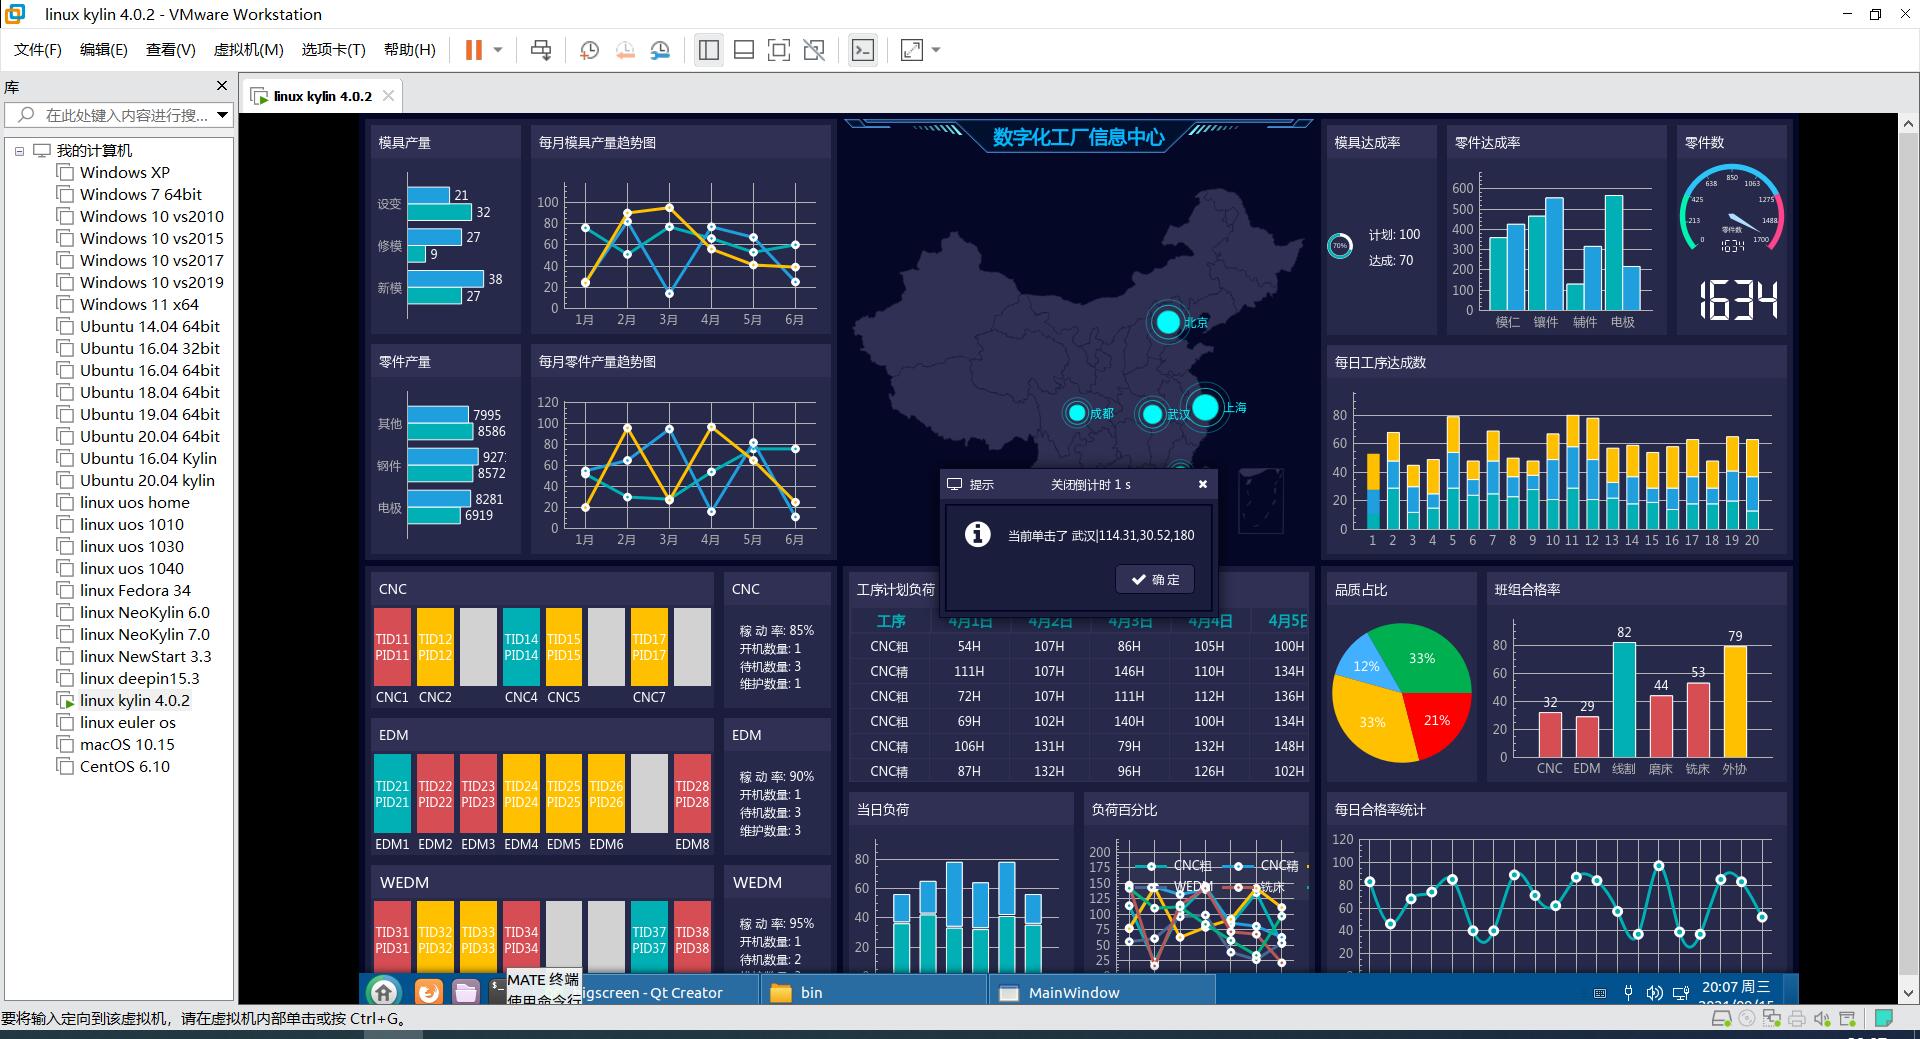 linux kylin 4.0.2 - VMware Workstation
文件(F) 编辑(E) 查看(V) 虚拟机(M) 选项卡(T) 帮助(H)
库
在此处键入内容进行搜...
我的计算机
Windows XP
Windows 7 64bit
Windows 10 vs2010
Windows 10 vs2015
Windows 10 vs2017
Windows 10 vs2019
Windows 11 x64
Ubuntu 14.04 64bit
Ubuntu 16.04 32bit
Ubuntu 16.04 64bit
Ubuntu 18.04 64bit
Ubuntu 19.04 64bit
Ubuntu 20.04 64bit
Ubuntu 16.04 Kylin
Ubuntu 20.04 kylin
linux uos home
linux uos 1010
linux uos 1030
linux uos 1040
linux Fedora 34
linux NeoKylin 6.0
linux NeoKylin 7.0
linux NewStart 3.3
linux deepin15.3
linux kylin 4.0.2
linux euler os
macOS 10.15
CentOS 6.10
linux kylin 4.0.2
模具产量
设变 21 32
修模 27 9
新模 38 27
每月模具产量趋势图
100
80
60
40
20
0
1月 2月 3月 4月 5月 6月
零件产量
其他 7995 8586
钢件 927 8572
电极 8281 6919
每月零件产量趋势图
120
100
80
60
40
20
0
1月 2月 3月 4月 5月 6月
数字化工厂信息中心
北京
成都 武汉 上海
提示 关闭倒计时 1 s
当前单击了 武汉|114.31,30.52,180
确 定
模具达成率
70%
计划: 100
达成: 70
零件达成率
600
500
400
300
200
100
0
模仁 镶件 辅件 电极
零件数
0 213 425 638 850 1063 1275 1488 1700
零件数
1634
1634
每日工序达成数
80
60
40
20
0
1 2 3 4 5 6 7 8 9 10 11 12 13 14 15 16 17 18 19 20
CNC
TID11 TID12 TID14 TID15 TID17
PID11 PID12 PID14 PID15 PID17
CNC1 CNC2 CNC4 CNC5 CNC7
CNC
稼 动 率: 85%
开机数量: 1
待机数量: 3
维护数量: 1
EDM
TID21 TID22 TID23 TID24 TID25 TID26 TID28
PID21 PID22 PID23 PID24 PID25 PID26 PID28
EDM1 EDM2 EDM3 EDM4 EDM5 EDM6 EDM8
EDM
稼 动 率: 90%
开机数量: 1
待机数量: 3
维护数量: 3
WEDM
TID31 TID32 TID33 TID34 TID37 TID38
PID31 PID32 PID33 PID34 PID37 PID38
WEDM
稼 动 率: 95%
开机数量: 1
待机数量: 2
工序计划负荷
工序 4月1日 4月2日 4月3日 4月4日 4月5日
CNC粗 54H 107H 86H 105H 100H
CNC粗 111H 107H 146H 110H 134H
CNC粗 72H 107H 111H 112H 136H
CNC粗 69H 102H 140H 100H 134H
CNC精 106H 131H 79H 132H 148H
CNC精 87H 132H 96H 126H 102H
当日负荷
80
60
40
20
负荷百分比
200
175
150
125
100
75
50
25
CNC粗 CNC精
WEDM 铣床
品质占比
12% 33%
33% 21%
班组合格率
80
60
40
20
0
32 29 82 44 53 79
CNC EDM 线割 磨床 铣床 外协
每日合格率统计
120
100
80
60
40
20
MATE 终端
使用命令行
igscreen - Qt Creator
bin
MainWindow
20:07 周三
2021/09/15
要将输入定向到该虚拟机，请在虚拟机内部单击或按 Ctrl+G。